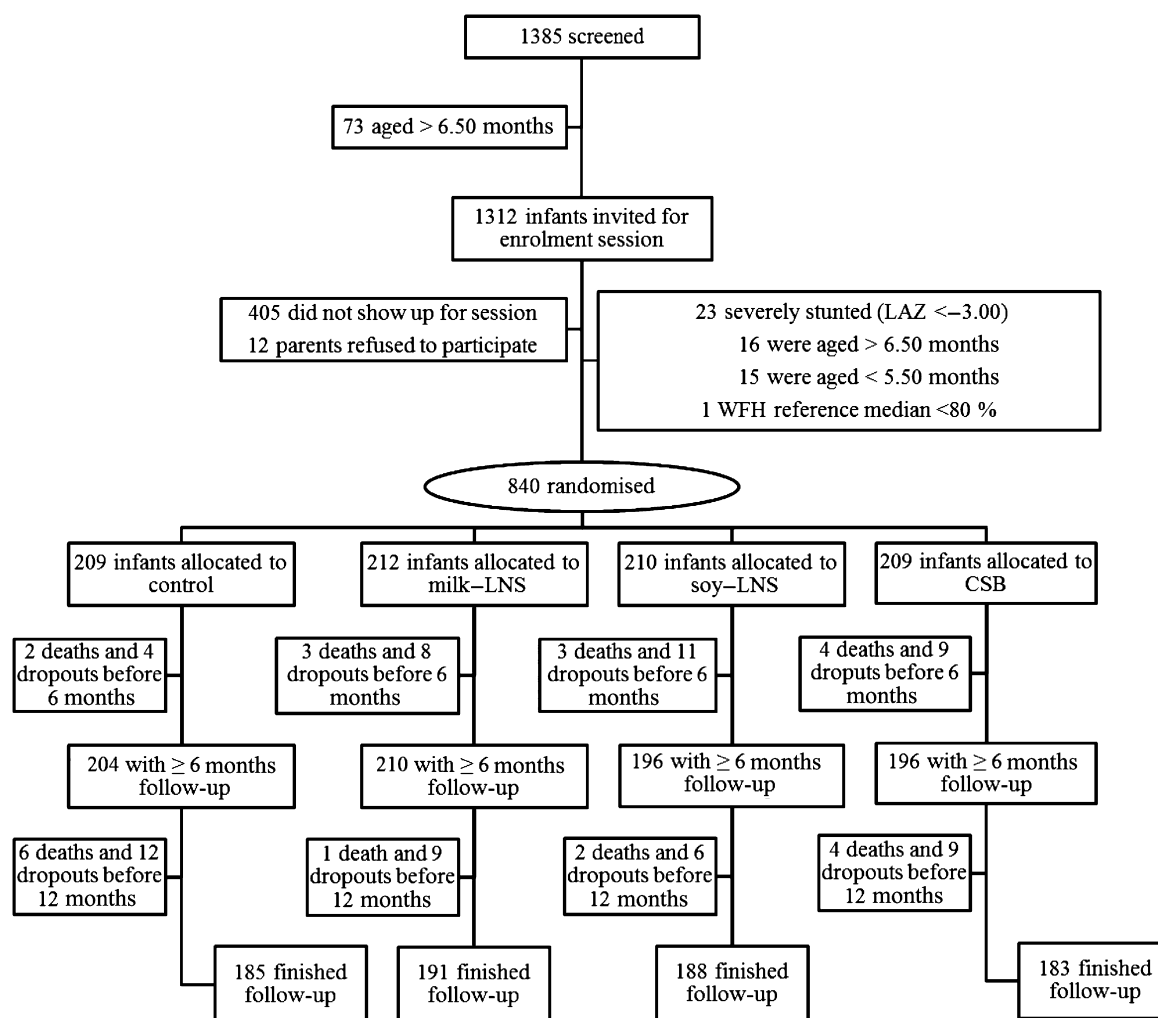 1385 screened
73 aged > 6.50 months
1312 infants invited for
enrolment session
405 did not show up for session
12 parents refused to participate
23 severely stunted (LAZ <–3.00)
16 were aged > 6.50 months
15 were aged < 5.50 months
1 WFH reference median <80 %
840 randomised
209 infants allocated to
control
212 infants allocated to
milk–LNS
210 infants allocated to
soy–LNS
209 infants allocated to
CSB
2 deaths and 4
dropouts before
6 months
3 deaths and 8
dropouts before 6
months
3 deaths and 11
dropouts before 6
months
4 deaths and 9
droputs before 6
months
204 with ≥ 6 months
follow-up
210 with ≥ 6 months
follow-up
196 with ≥ 6 months
follow-up
196 with ≥ 6 months
follow-up
6 deaths and 12
dropouts before
12 months
1 death and 9
dropouts before
12 months
2 deaths and 6
dropouts before
12 months
4 deaths and 9
dropouts before
12 months
185 finished
follow-up
191 finished
follow-up
188 finished
follow-up
183 finished
follow-up